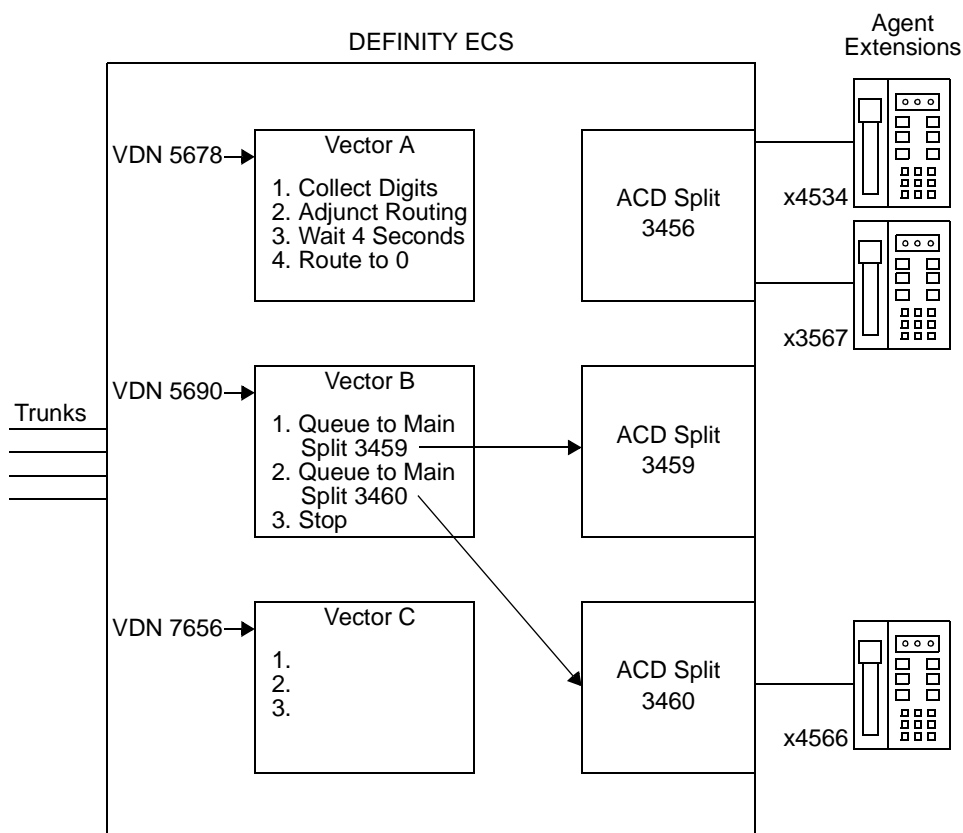 DEFINITY ECS
Agent
Extensions
VDN 5678
Vector A
1. Collect Digits
2. Adjunct Routing
3. Wait 4 Seconds
4. Route to 0
ACD Split
3456
x4534
x3567
Trunks
VDN 5690
Vector B
1. Queue to Main
Split 3459
2. Queue to Main
Split 3460
3. Stop
ACD Split
3459
VDN 7656
Vector C
1.
2.
3.
ACD Split
3460
x4566